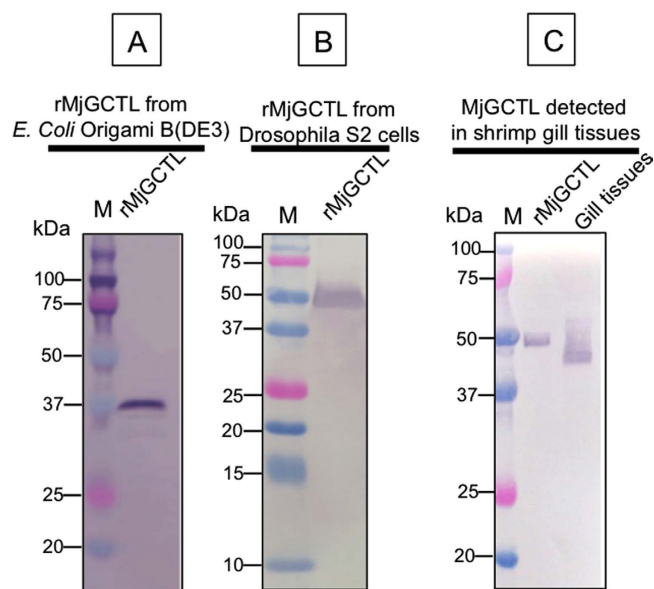 A
rMjGCTL from
E. Coli Origami B(DE3)
kDa
M
rMjGCTL
100
75
50
37
25
20
B
rMjGCTL from
Drosophila S2 cells
kDa
M
rMjGCTL
100
75
50
37
25
20
15
10
C
MjGCTL detected
in shrimp gill tissues
kDa
M
rMjGCTL
Gill tissues
100
75
50
37
25
20